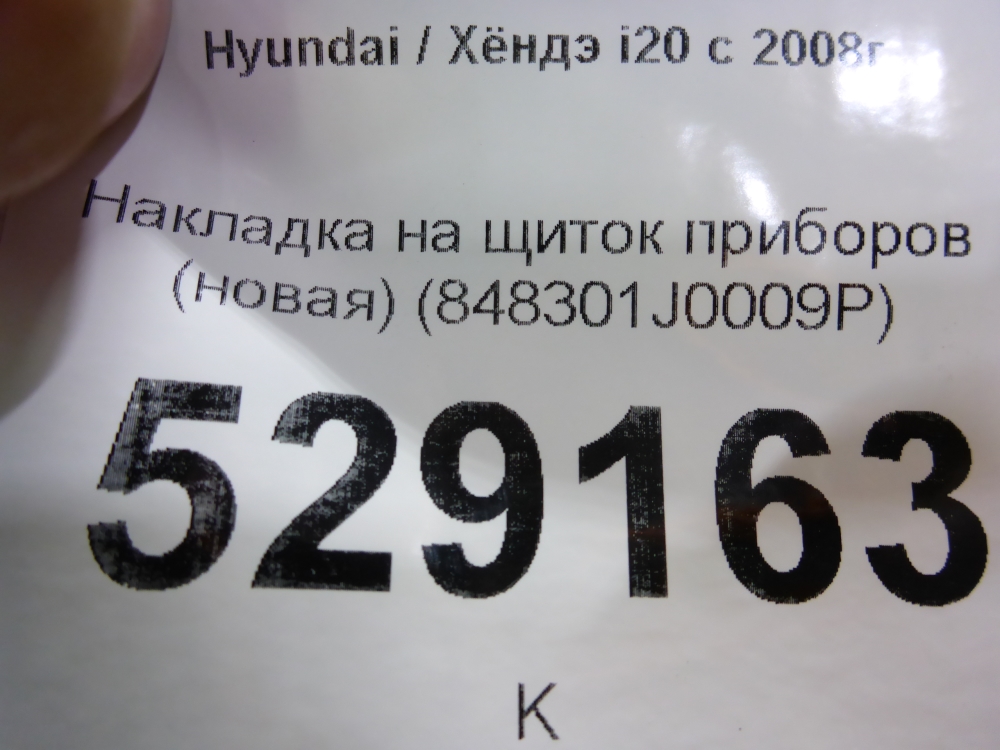 Hyundai / Хёндэ i20 с 2008г
Накладка на щиток приборов
(новая) (848301J0009P)
529163
К